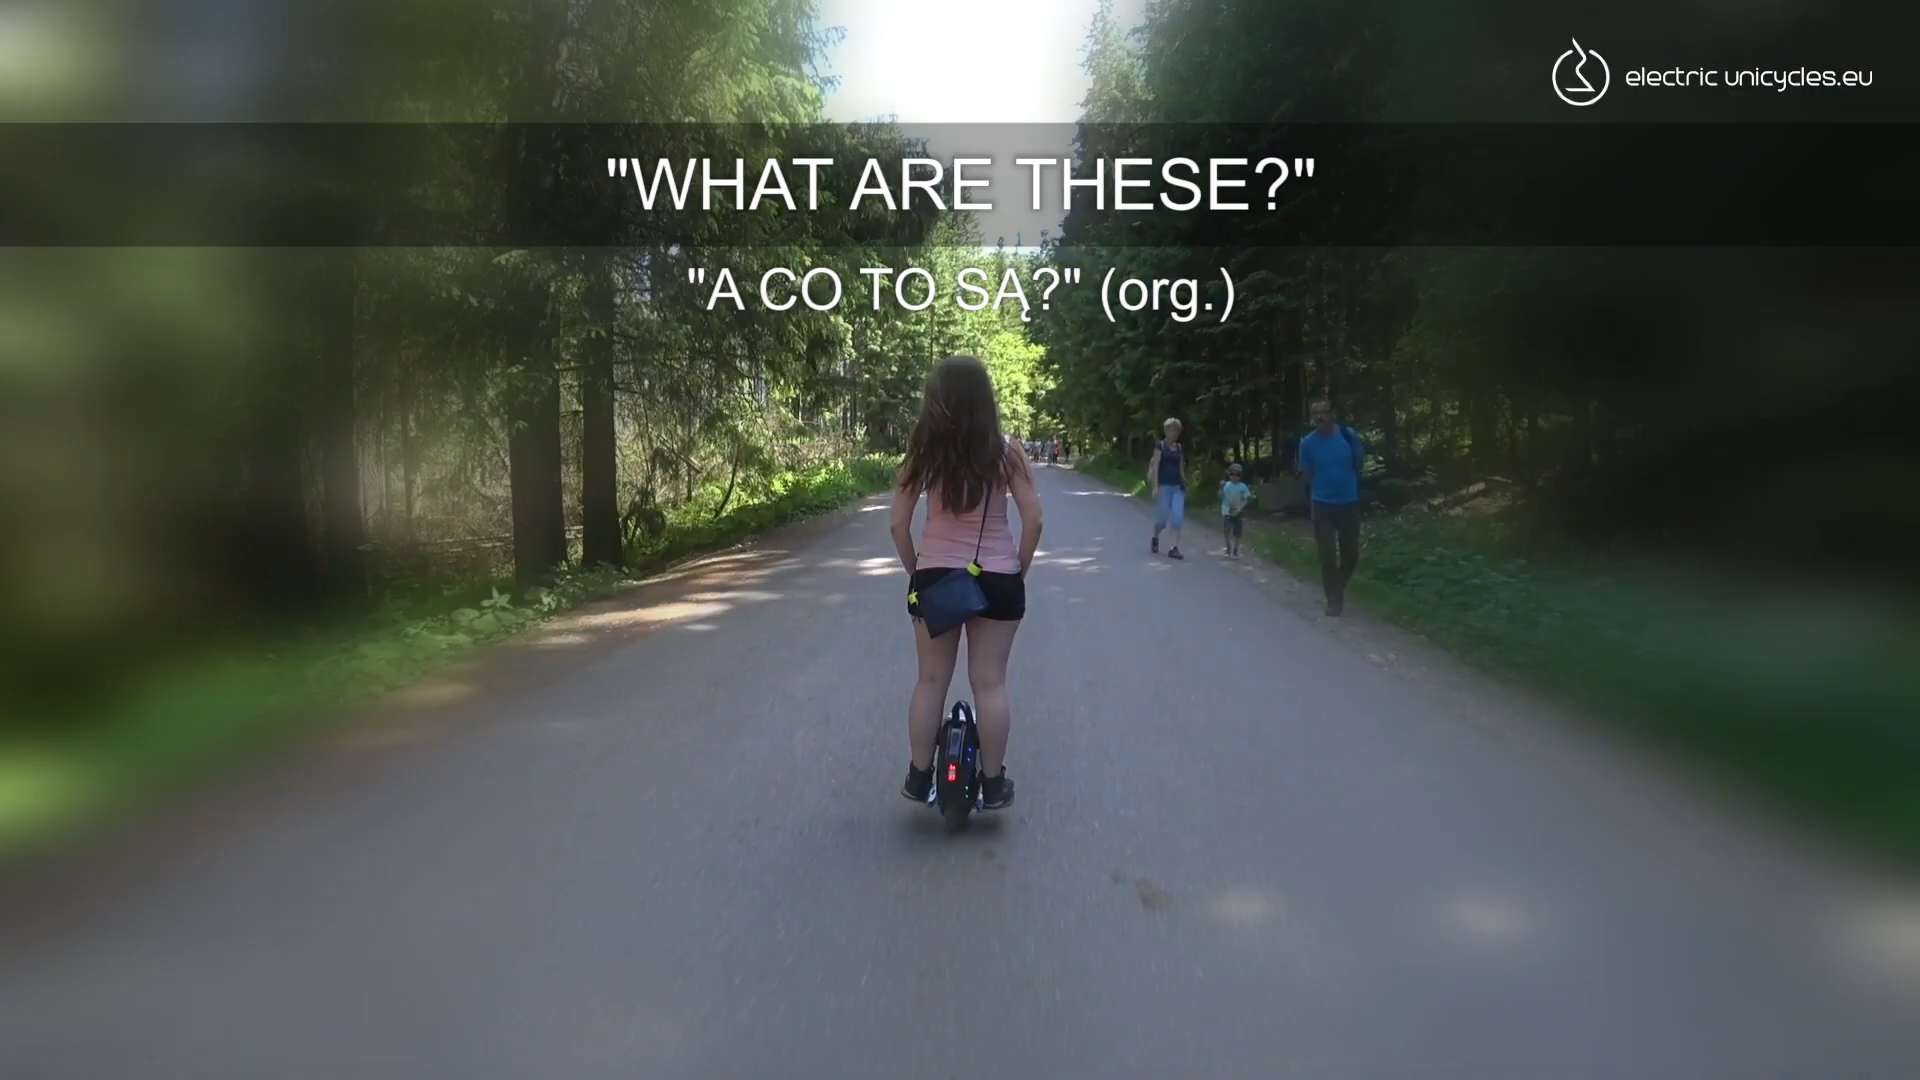 electric unicycles.eu
"WHAT ARE THESE?"
"A CO TO SĄ?" (org.)